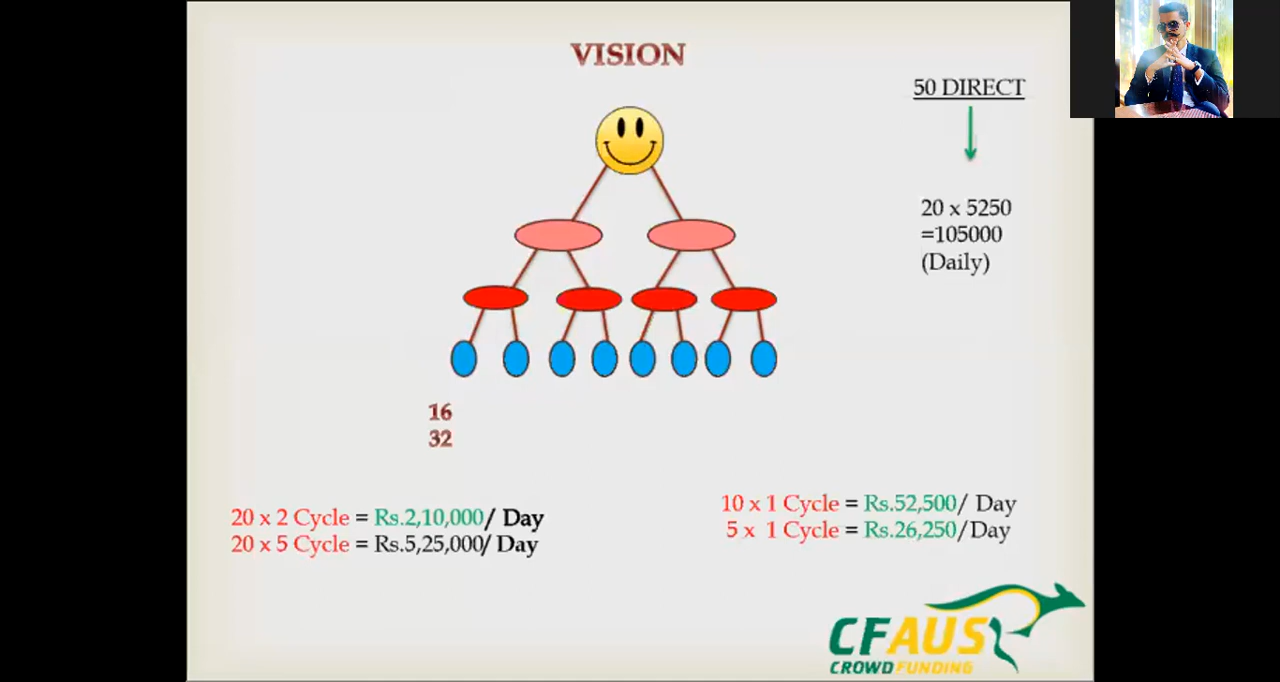 VISION
50 DIRECT
20 x 5250
=105000
(Daily)
16
32
20 x 2 Cycle = Rs.2,10,000/ Day
20 x 5 Cycle = Rs.5,25,000/ Day
10 x 1 Cycle = Rs.52,500/ Day
5 x 1 Cycle = Rs.26,250/Day
CFAUS
CROWDFUNDING